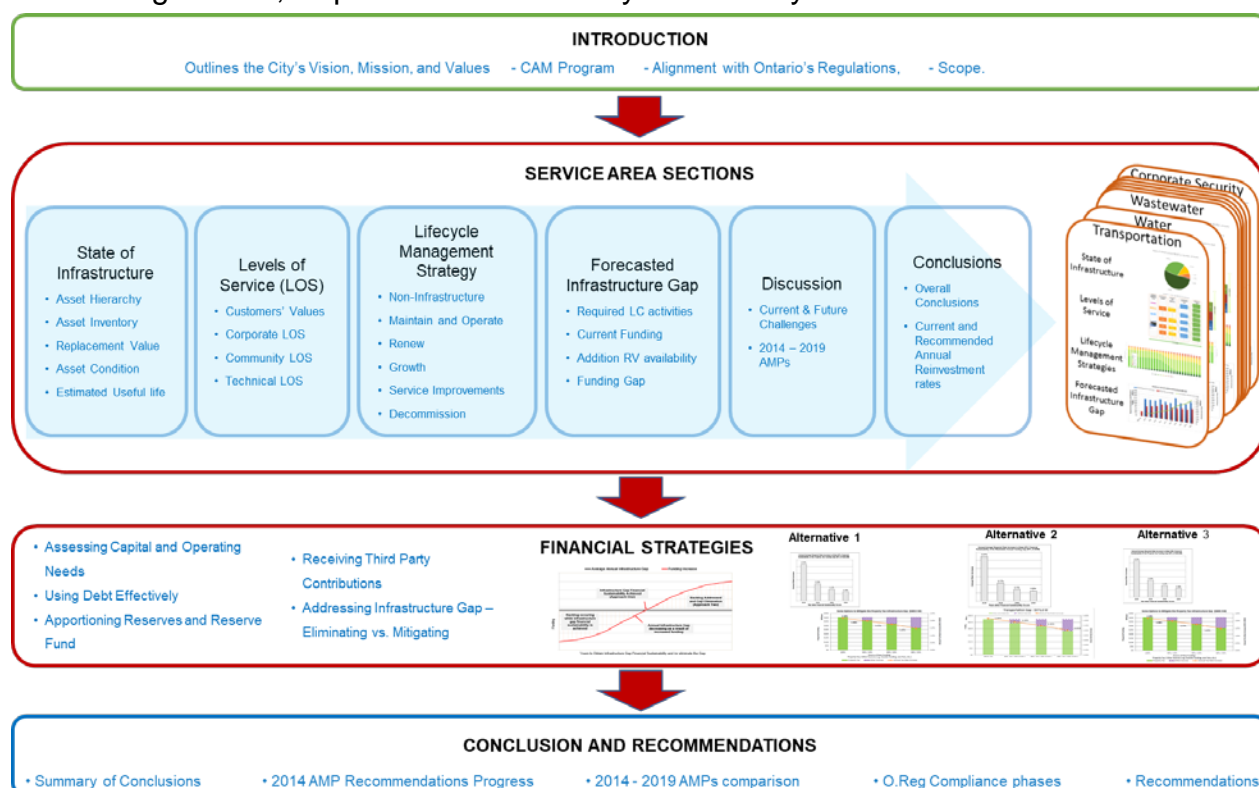 INTRODUCTION
Outlines the City's Vision, Mission, and Values - CAM Program - Alignment with Ontario's Regulations, - Scope.
SERVICE AREA SECTIONS
State of
Infrastructure
• Asset Hierarchy
• Asset Inventory
• Replacement Value
• Asset Condition
• Estimated Useful life
Levels of
Service (LOS)
• Customers' Values
• Corporate LOS
• Community LOS
• Technical LOS
Lifecycle
Management
Strategy
• Non-Infrastructure
• Maintain and Operate
• Renew
• Growth
• Service Improvements
• Decommission
Forecasted
Infrastructure Gap
• Required LC activities
• Current Funding
• Addition RV availability
• Funding Gap
Discussion
• Current & Future
Challenges
• 2014 – 2019
AMPs
Conclusions
• Overall
Conclusions
• Current and
Recommended
Annual
Reinvestment
rates
Corporate Security
Wastewater
Water
Transportation
State of
Infrastructure
Levels of
Service
Lifecycle
Management
Strategies
Forecasted
Infrastructure
Gap
• Assessing Capital and Operating
Needs
• Using Debt Effectively
• Apportioning Reserves and Reserve
Fund
• Receiving Third Party
Contributions
• Addressing Infrastructure Gap –
Eliminating vs. Mitigating
FINANCIAL STRATEGIES
Alternative 1
Alternative 2
Alternative 3
CONCLUSION AND RECOMMENDATIONS
• Summary of Conclusions • 2014 AMP Recommendations Progress • 2014 - 2019 AMPs comparison • O.Reg Compliance phases • Recommendations